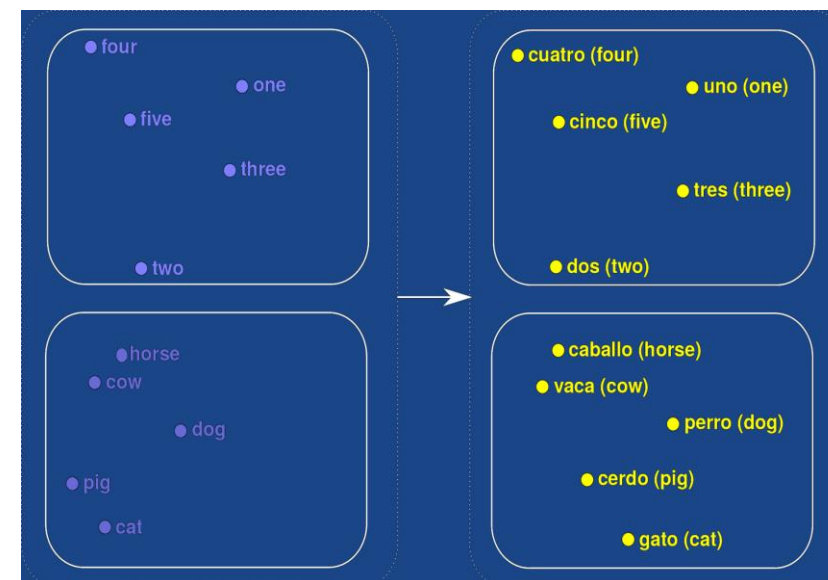 four
one
five
three
two
horse
cow
dog
pig
cat
cuatro (four)
uno (one)
cinco (five)
tres (three)
dos (two)
caballo (horse)
vaca (cow)
perro (dog)
cerdo (pig)
gato (cat)